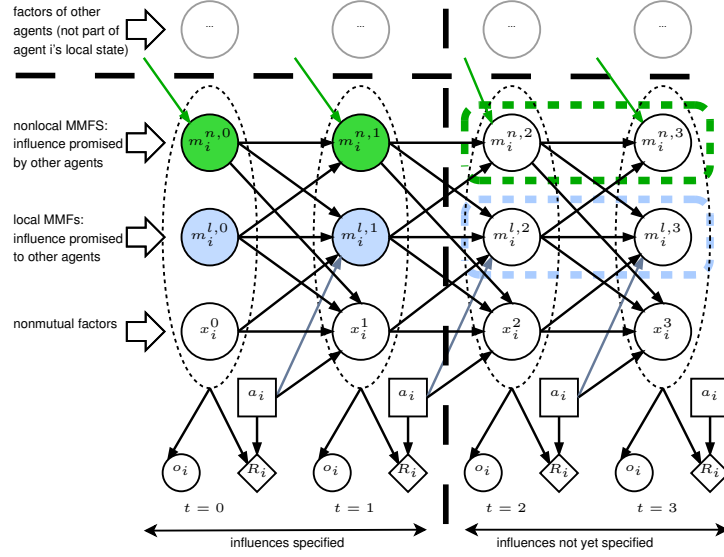 factors of other
agents (not part of
agent i's local state)
... ... ... ...
nonlocal MMFS:
influence promised
by other agents
m_i^{n,0} m_i^{n,1} m_i^{n,2} m_i^{n,3}
local MMFs:
influence promised
to other agents
m_i^{l,0} m_i^{l,1} m_i^{l,2} m_i^{l,3}
nonmutual factors
x_i^0 x_i^1 x_i^2 x_i^3
a_i a_i a_i a_i
o_i R_i o_i R_i o_i R_i o_i R_i
t = 0 t = 1 t = 2 t = 3
influences specified influences not yet specified